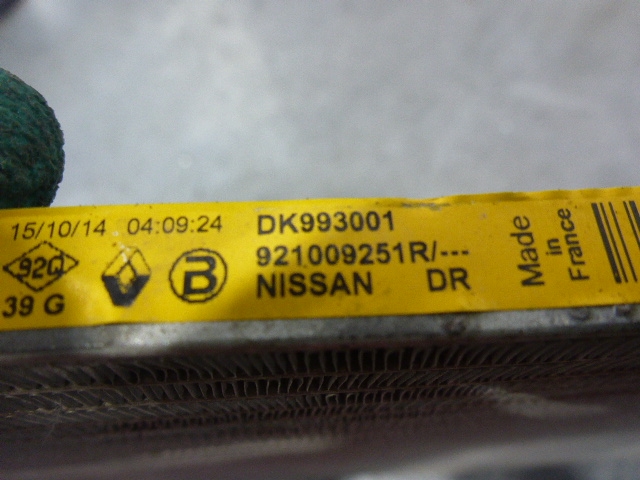 15/10/14 04:09:24 DK993001
92Q B 921009251R/---
39 G NISSAN DR
Made
in
France